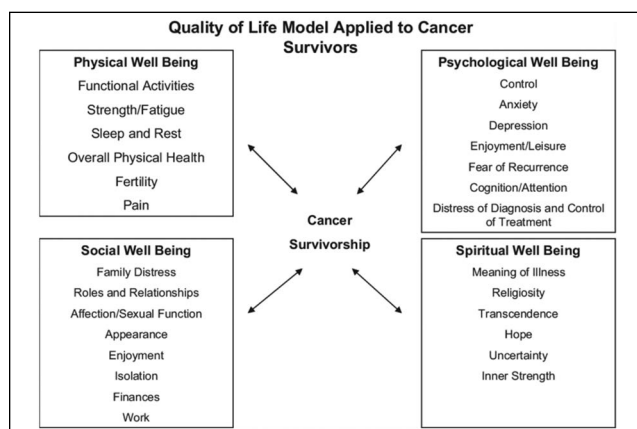 Quality of Life Model Applied to Cancer
Survivors
Physical Well Being
Functional Activities
Strength/Fatigue
Sleep and Rest
Overall Physical Health
Fertility
Pain
Psychological Well Being
Control
Anxiety
Depression
Enjoyment/Leisure
Fear of Recurrence
Cognition/Attention
Distress of Diagnosis and Control
of Treatment
Cancer
Survivorship
Social Well Being
Family Distress
Roles and Relationships
Affection/Sexual Function
Appearance
Enjoyment
Isolation
Finances
Work
Spiritual Well Being
Meaning of Illness
Religiosity
Transcendence
Hope
Uncertainty
Inner Strength